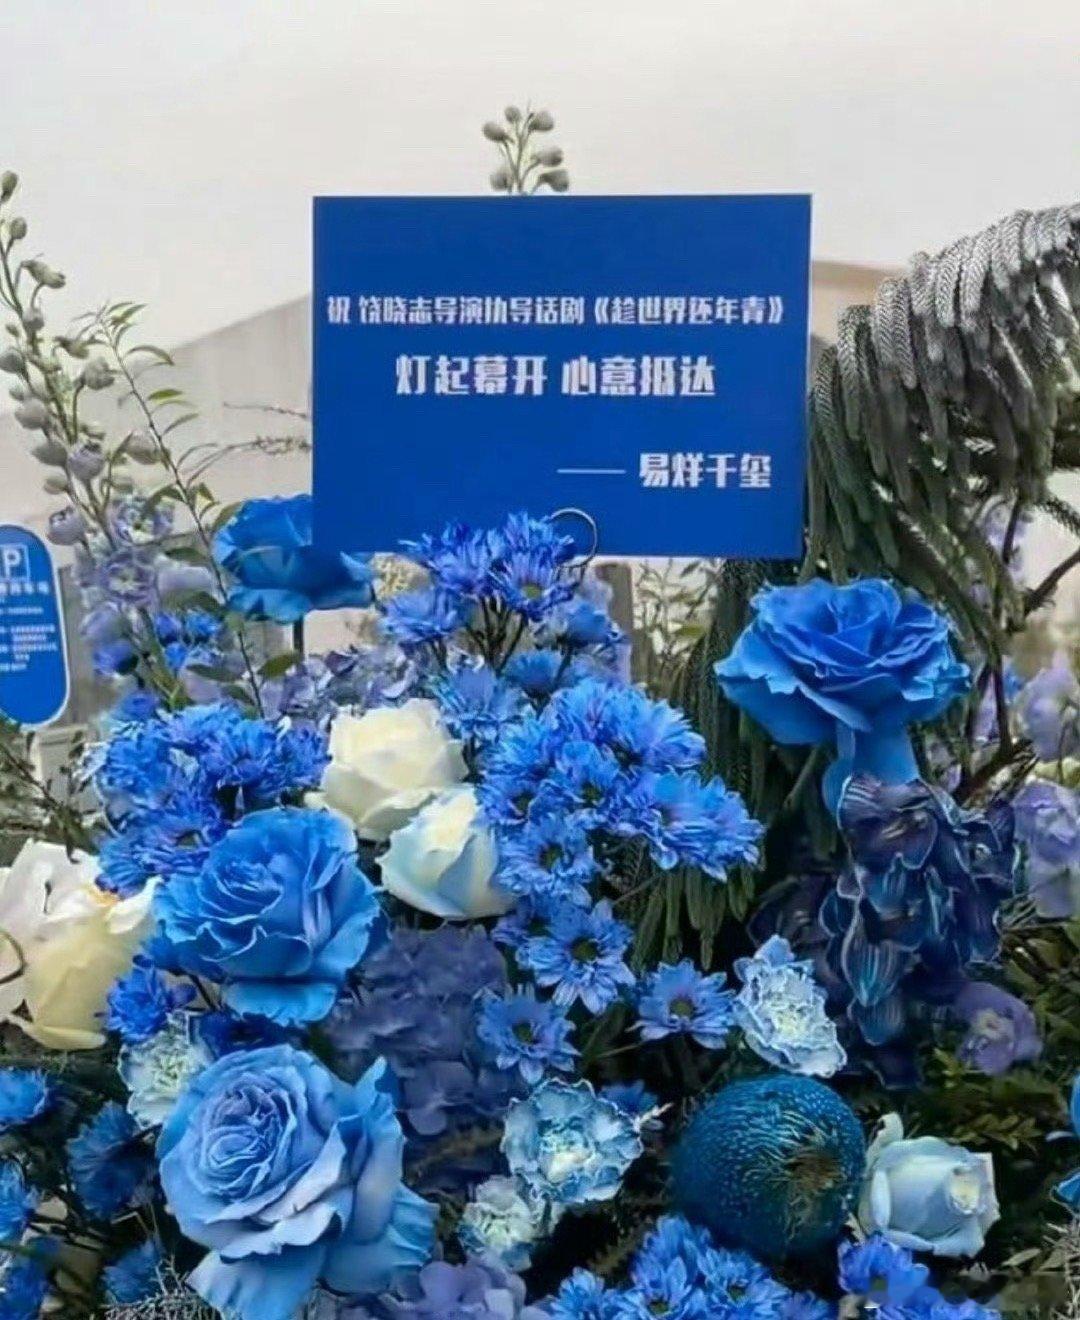 祝 饶晓志导演执导话剧《趁世界还年青》
灯起幕开 心意抵达
—— 易烊千玺
P